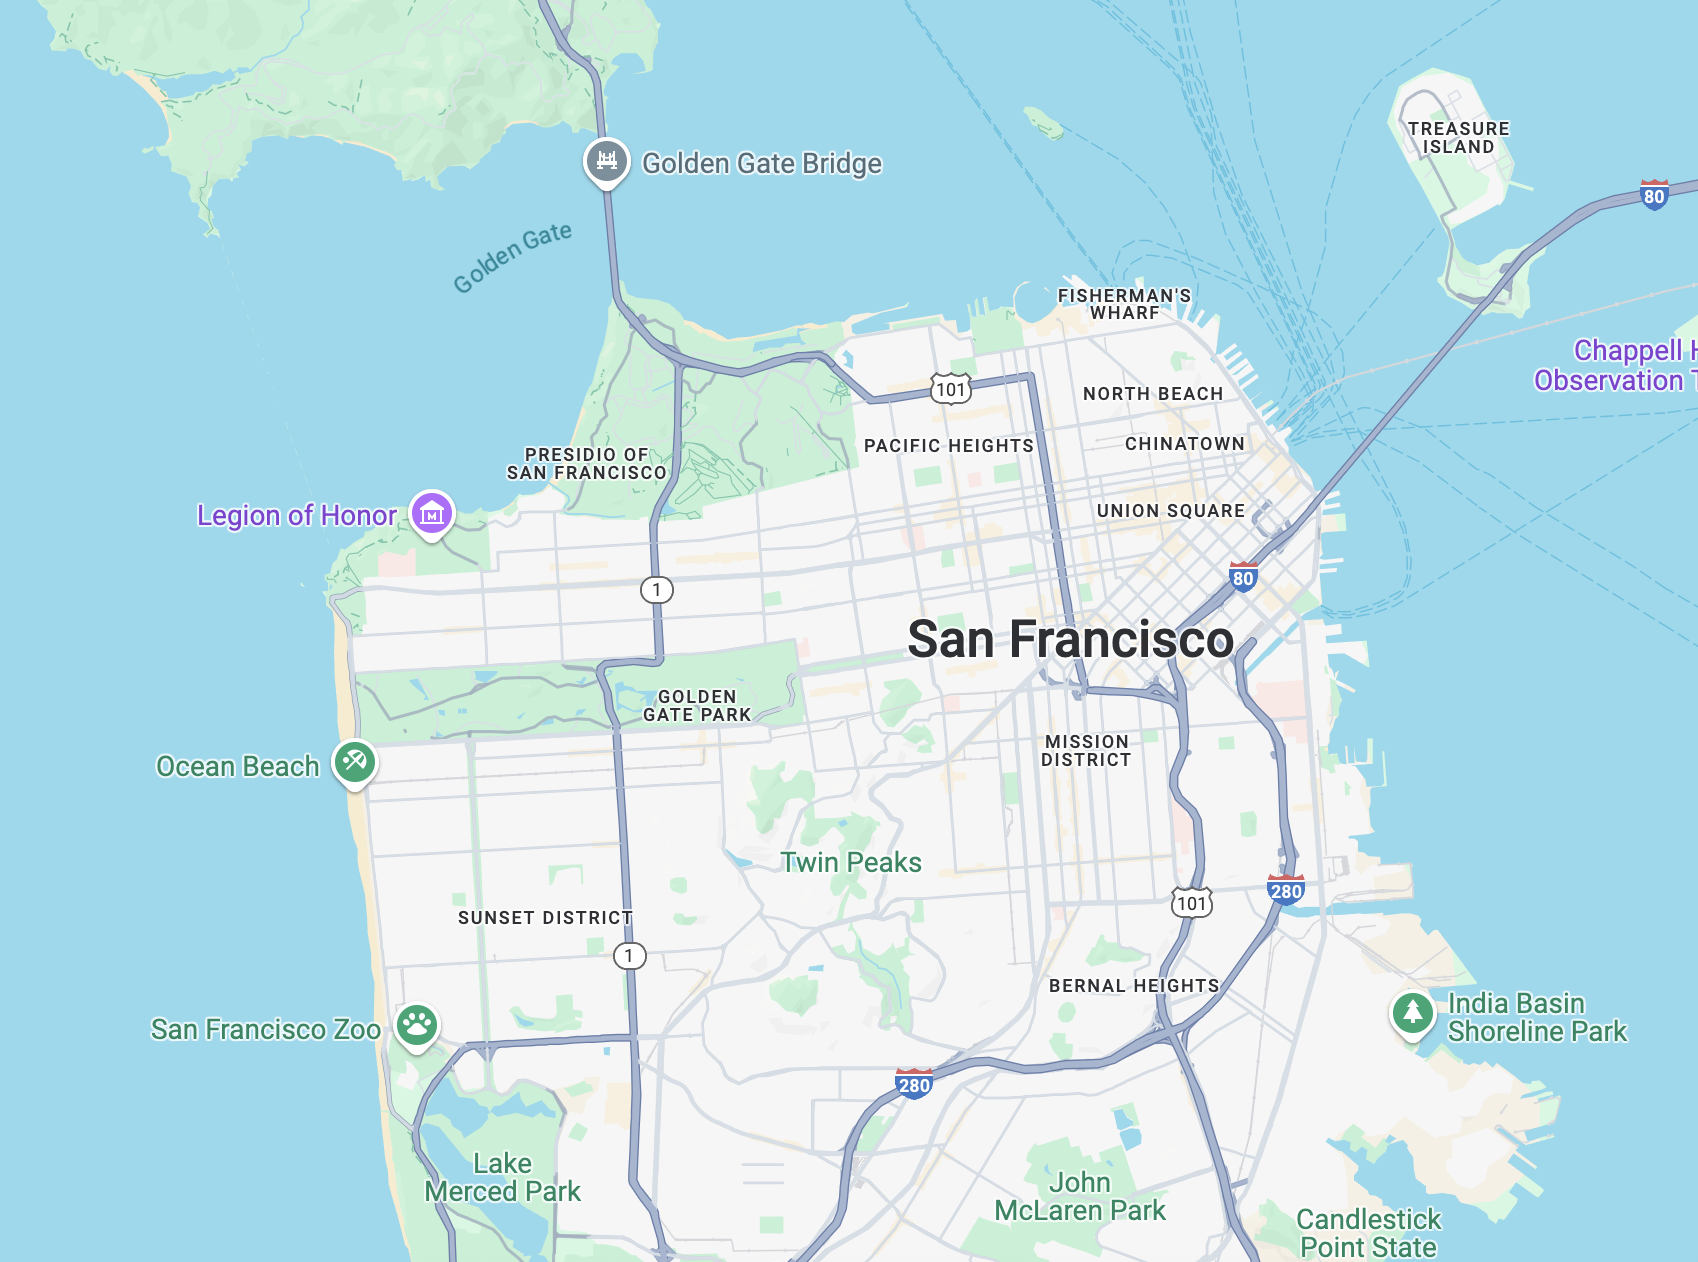 TREASURE
ISLAND
Golden Gate Bridge
80
Golden Gate
FISHERMAN'S
WHARF
Chappell H
Observation T
101
NORTH BEACH
PACIFIC HEIGHTS
CHINATOWN
PRESIDIO OF
SAN FRANCISCO
Legion of Honor
UNION SQUARE
80
1
San Francisco
GOLDEN
GATE PARK
MISSION
DISTRICT
Ocean Beach
Twin Peaks
280
101
SUNSET DISTRICT
1
BERNAL HEIGHTS
India Basin
Shoreline Park
San Francisco Zoo
280
Lake
Merced Park
John
McLaren Park
Candlestick
Point State